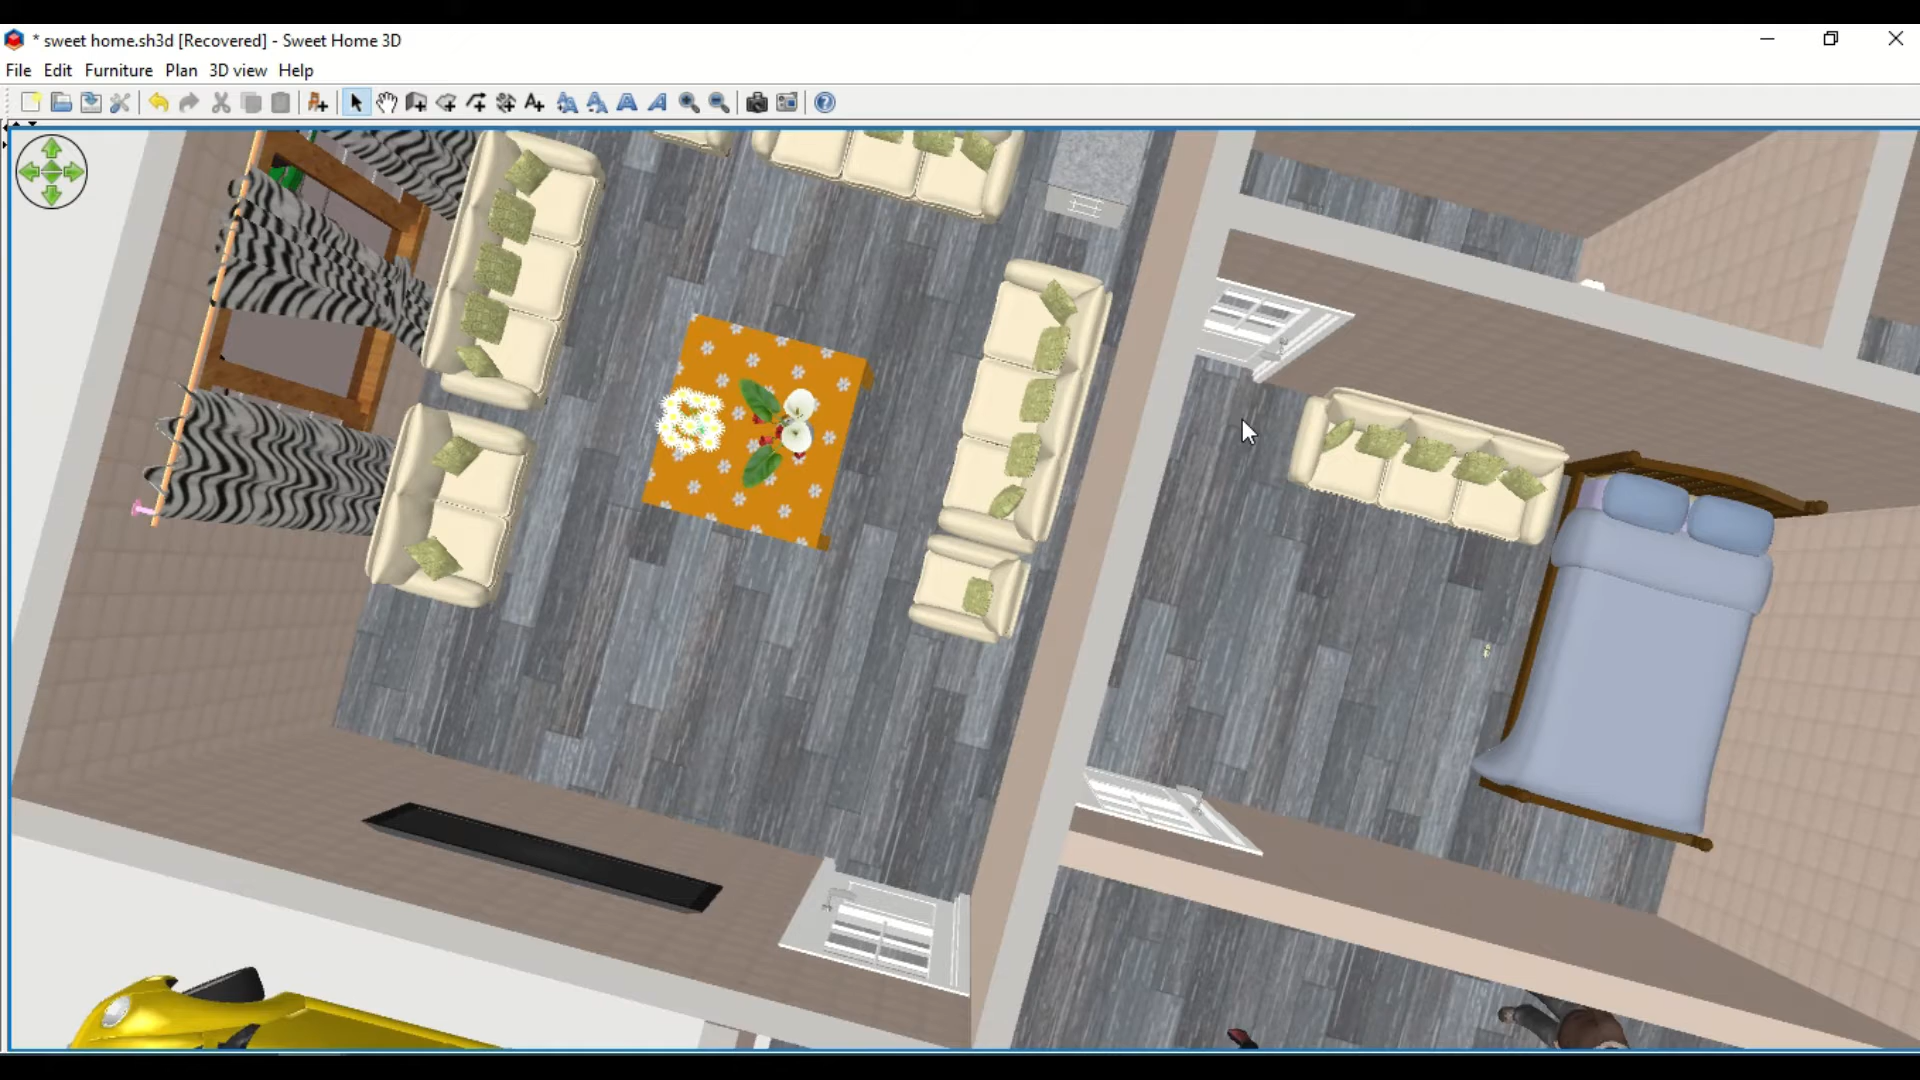 * sweet home.sh3d [Recovered] - Sweet Home 3D
File Edit Furniture Plan 3D view Help